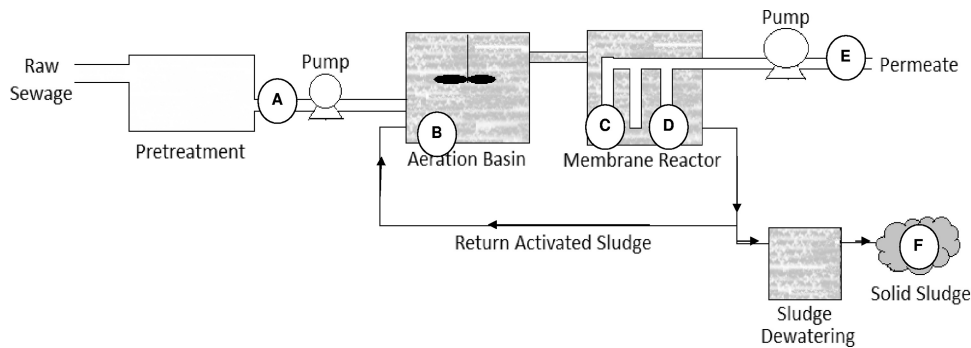 Raw
Sewage
Pretreatment
A
Pump
B
Aeration Basin
C
D
Membrane Reactor
Pump
E
Permeate
Return Activated Sludge
Sludge
Dewatering
F
Solid Sludge